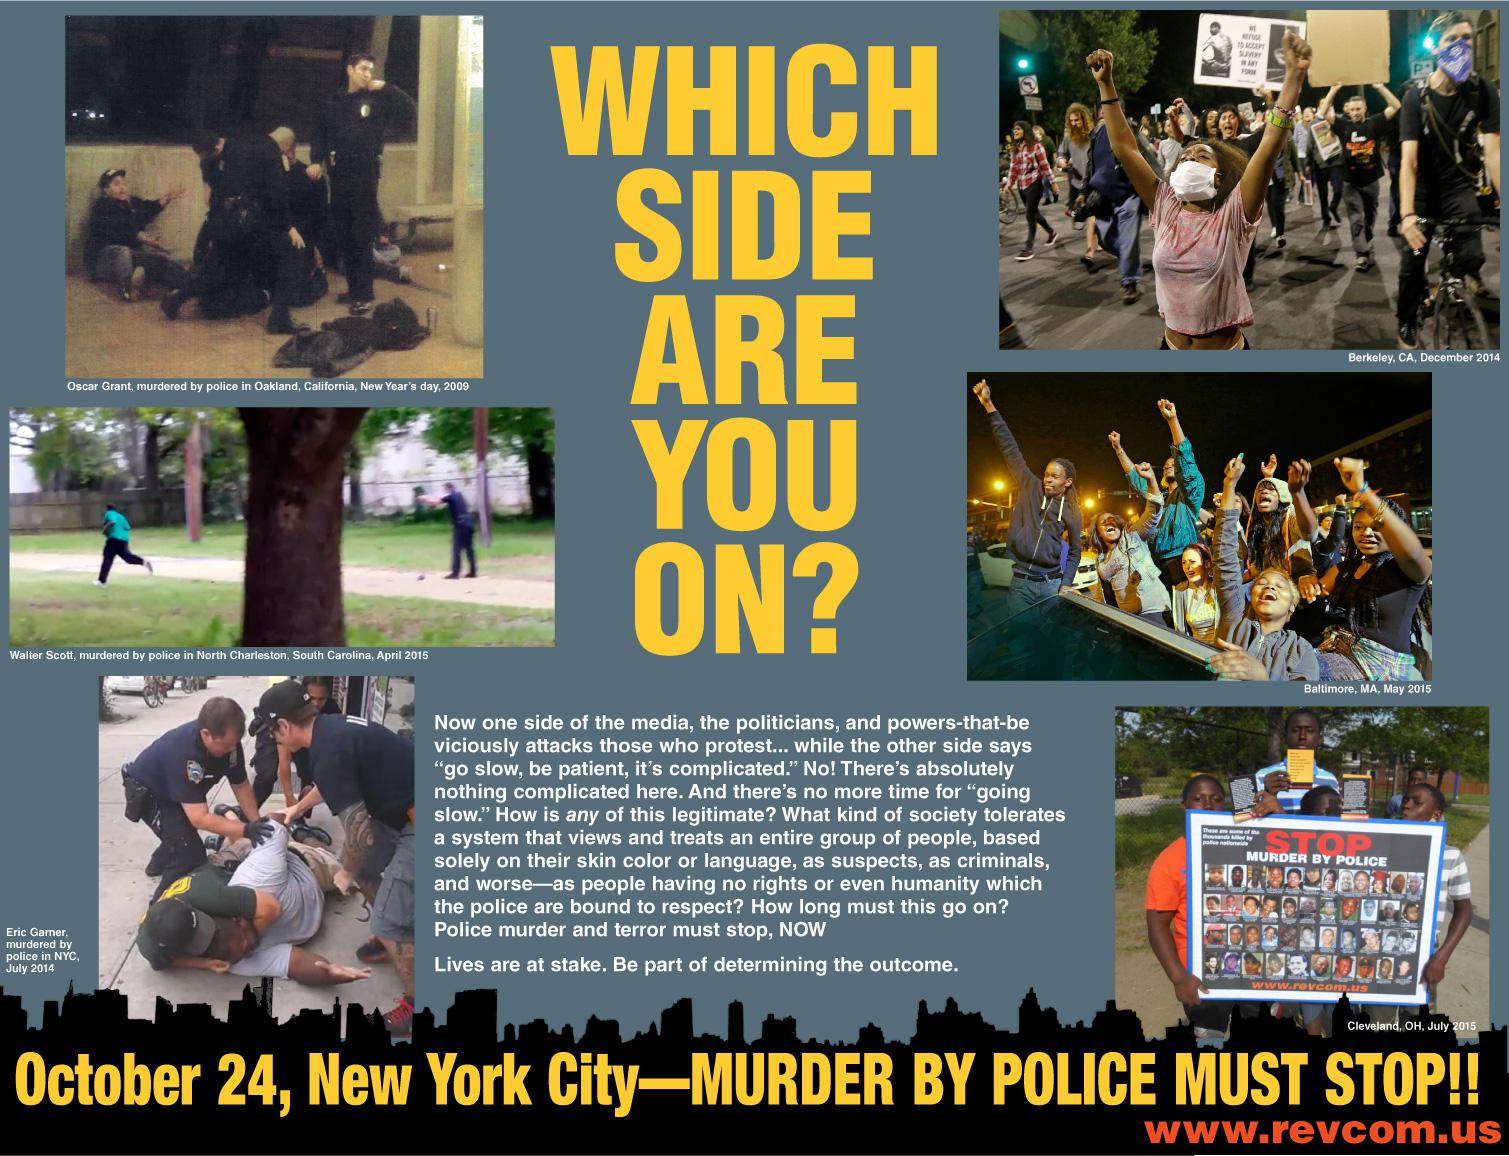 WHICH
SIDE
ARE
YOU
ON?
Oscar Grant, murdered by police in Oakland, California, New Year's day, 2009
WE
REFUSE
TO ACCEPT
SLAVERY
IN ANY
FORM
Berkeley, CA, December 2014
Walter Scott, murdered by police in North Charleston, South Carolina, April 2015
Baltimore, MA, May 2015
Eric Garner,
murdered by
police in NYC,
July 2014
Now one side of the media, the politicians, and powers-that-be
viciously attacks those who protest... while the other side says
“go slow, be patient, it’s complicated.” No! There’s absolutely
nothing complicated here. And there’s no more time for “going
slow.” How is any of this legitimate? What kind of society tolerates
a system that views and treats an entire group of people, based
solely on their skin color or language, as suspects, as criminals,
and worse—as people having no rights or even humanity which
the police are bound to respect? How long must this go on?
Police murder and terror must stop, NOW
Lives are at stake. Be part of determining the outcome.
These are some of the
thousands killed by
police nationwide
STOP
MURDER BY POLICE
www.revcom.us
Cleveland, OH, July 2015
October 24, New York City—MURDER BY POLICE MUST STOP!!
www.revcom.us